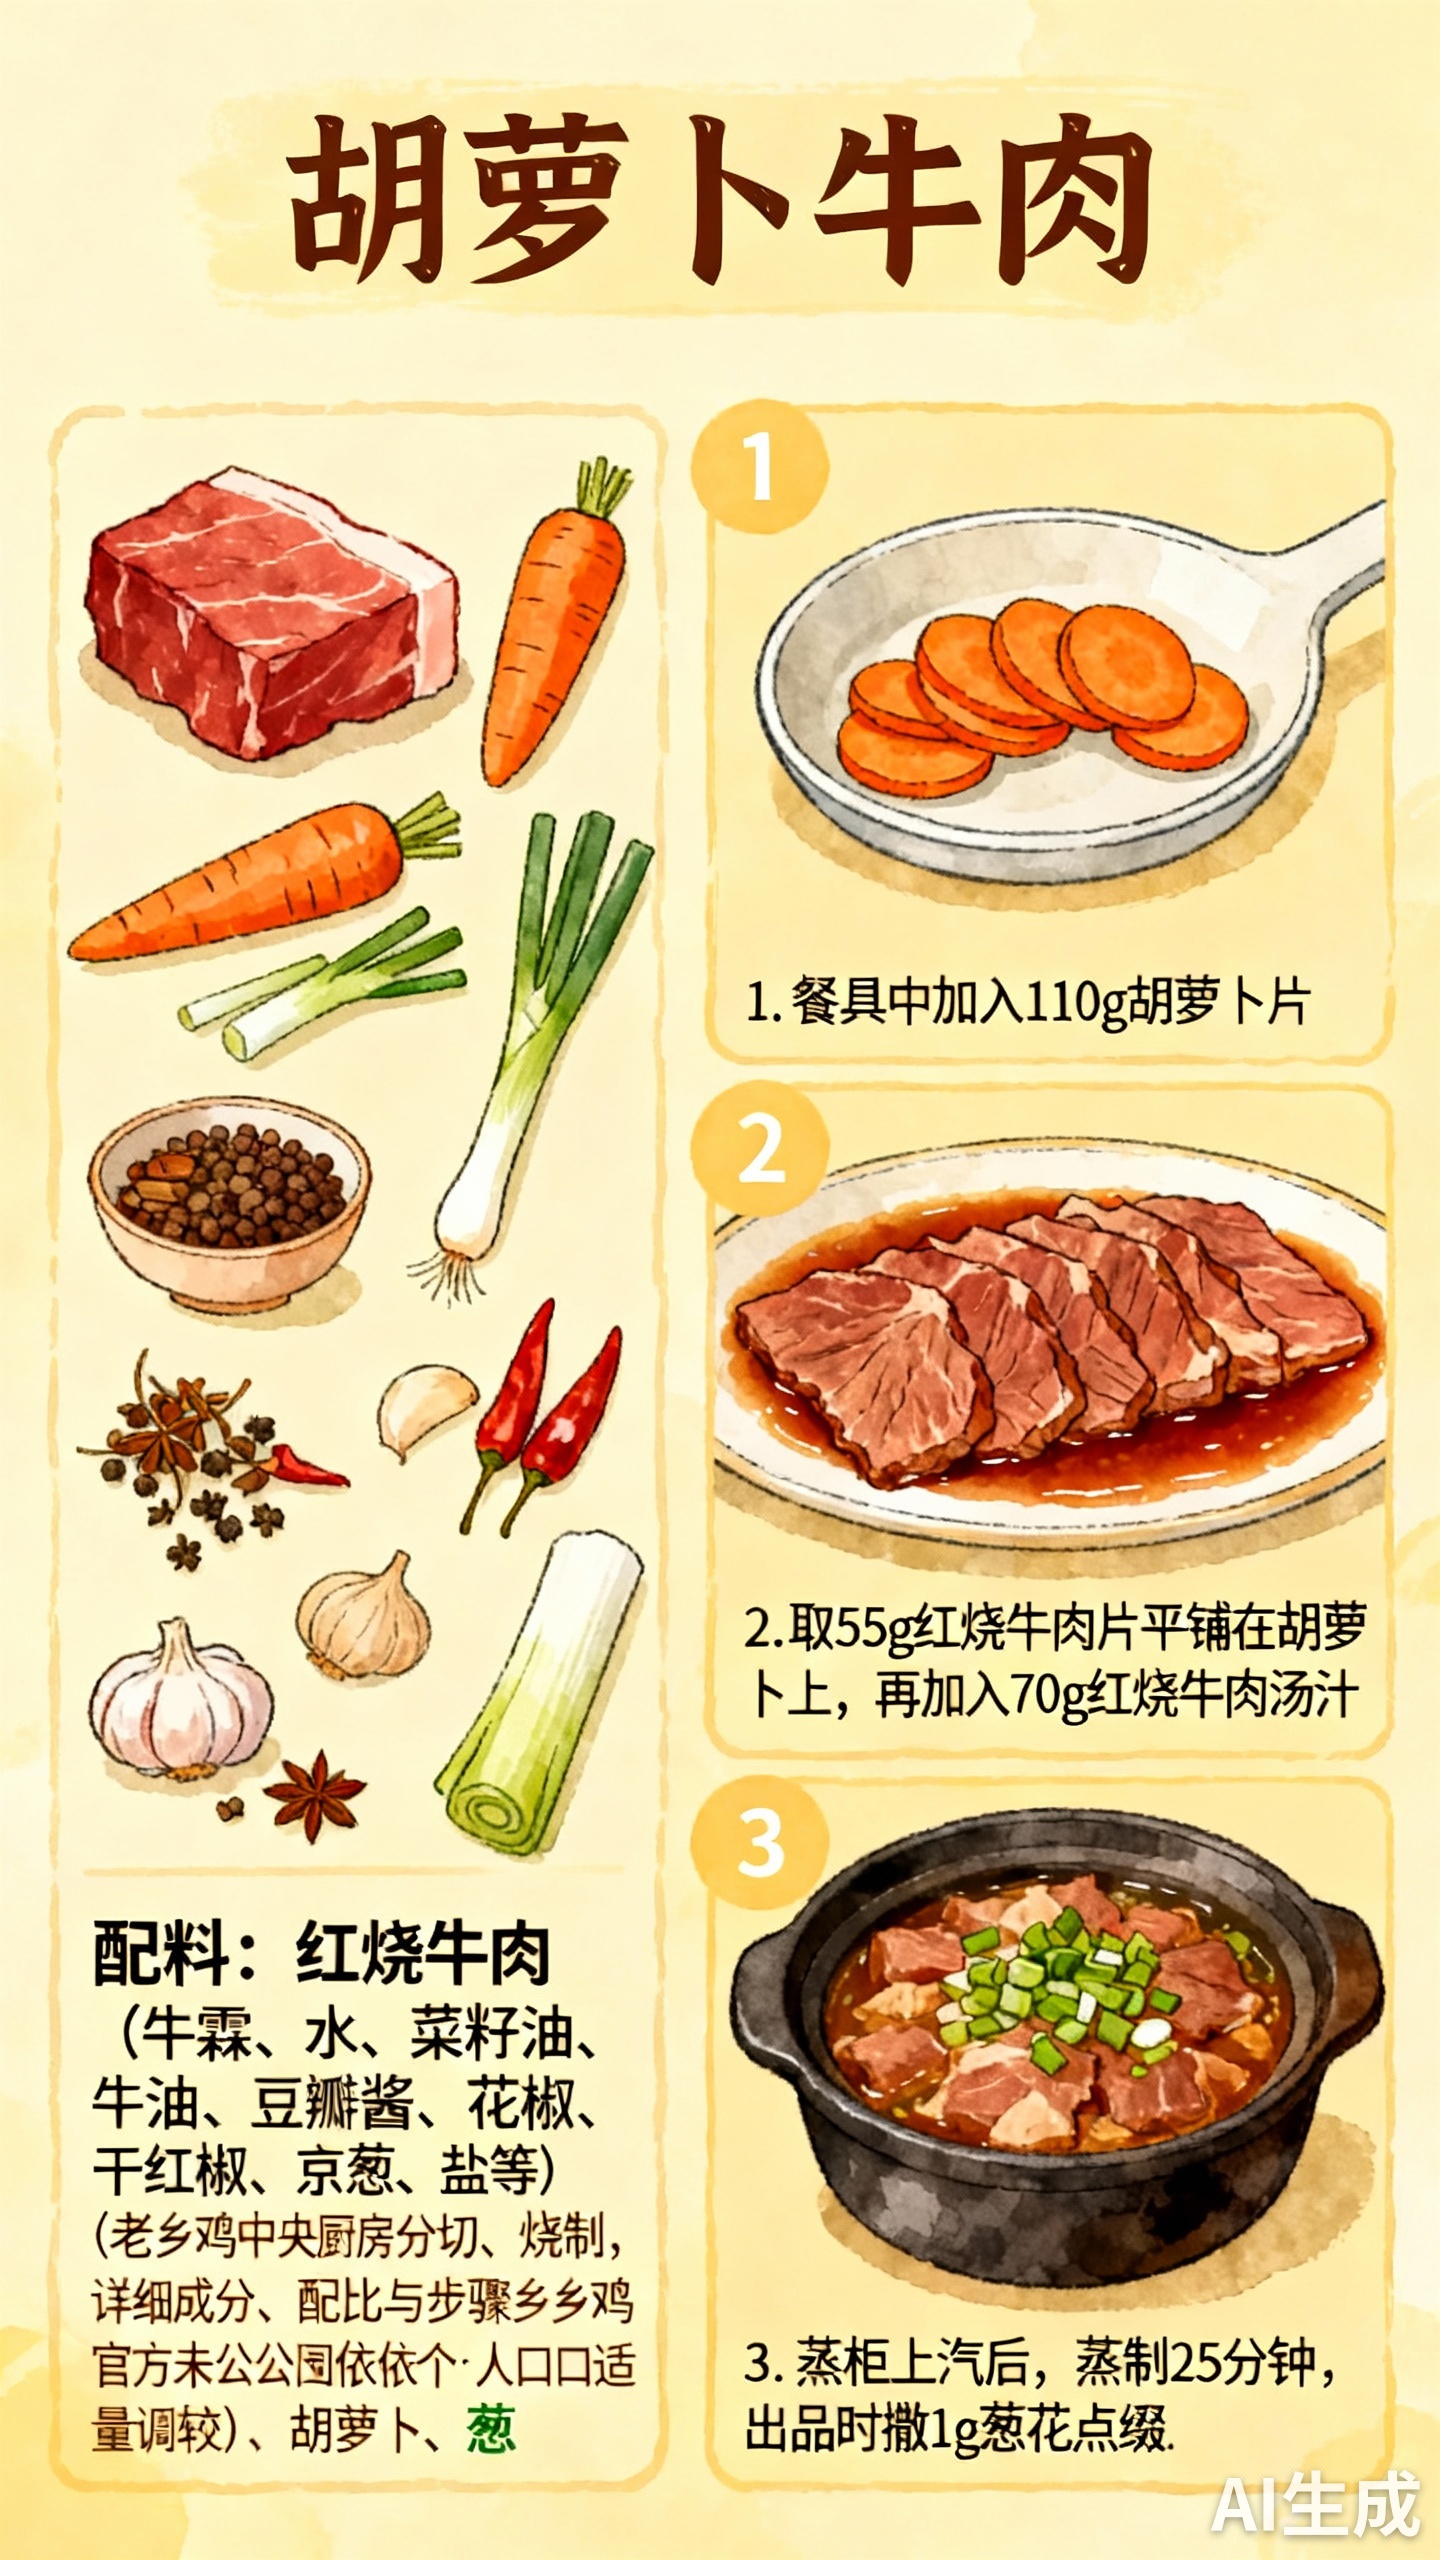 胡萝卜牛肉
配料：红烧牛肉
（牛霖、水、菜籽油、
牛油、豆瓣酱、花椒、
干红椒、京葱、盐等）
（老乡鸡中央厨房分切、烧制，
详细成分、配比与步骤乡乡鸡
官方未公公依依个·人口口适
量调较）、胡萝卜、葱
1
1. 餐具中加入110g胡萝卜片
2
2.取55g红烧牛肉片平铺在胡萝
卜上，再加入70g红烧牛肉汤汁
3
3. 蒸柜上汽后，蒸制25分钟，
出品时撒1g葱花点缀.
AI生成